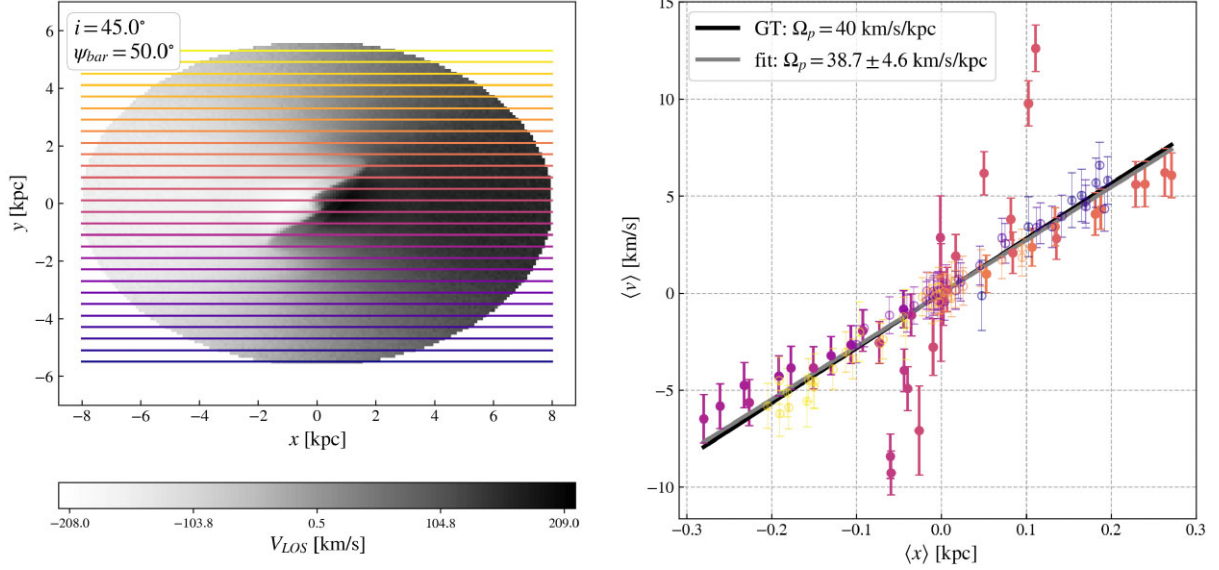 i = 45.0°
ψbar = 50.0°
6
4
2
0
−2
−4
−6
y [kpc]
−8 −6 −4 −2 0 2 4 6 8
x [kpc]
−208.0 −103.8 0.5 104.8 209.0
VLOS [km/s]
GT: Ωp = 40 km/s/kpc
fit: Ωp = 38.7 ± 4.6 km/s/kpc
15
10
5
0
−5
−10
⟨v⟩ [km/s]
−0.3 −0.2 −0.1 0.0 0.1 0.2 0.3
⟨x⟩ [kpc]